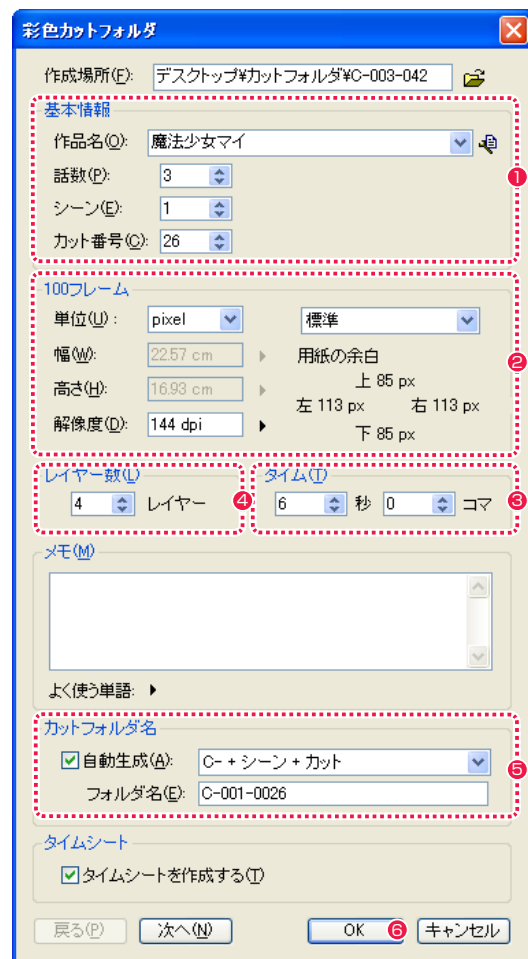 彩色カットフォルダ
作成場所(F): デスクトップ¥カットフォルダ¥C-003-042
基本情報
作品名(O): 魔法少女マイ
❶
話数(P): 3
シーン(E): 1
カット番号(C): 26
100フレーム
単位(U) : pixel 標準
❷
幅(W): 22.57 cm 用紙の余白
上 85 px
高さ(H): 16.93 cm
左 113 px 右 113 px
解像度(D): 144 dpi
下 85 px
レイヤー数(L) タイム(T)
4 レイヤー ❹ 6 秒 0 コマ ❸
メモ(M)
よく使う単語:
カットフォルダ名
自動生成(A): C- + シーン + カット
❺
フォルダ名(E): C-001-0026
タイムシート
タイムシートを作成する(T)
戻る(P) 次へ(N) OK ❻ キャンセル